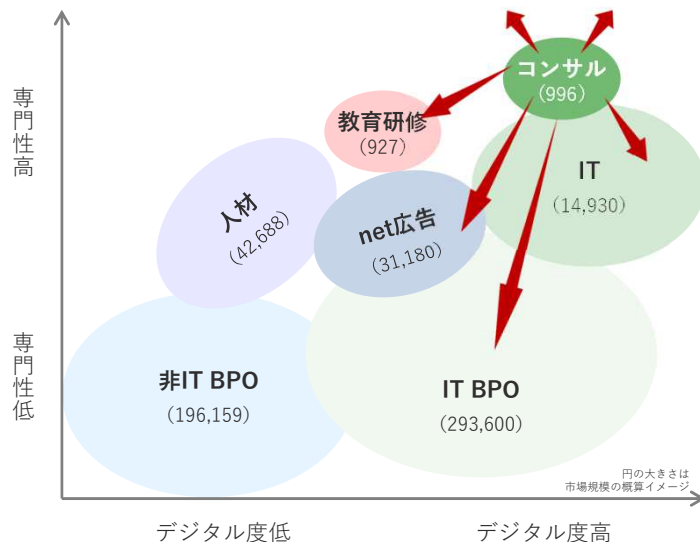 専門性高
専門性低
コンサル
(996)
教育研修
(927)
IT
(14,930)
人材
(42,688)
net広告
(31,180)
非IT BPO
(196,159)
IT BPO
(293,600)
円の大きさは
市場規模の概算イメージ
デジタル度低
デジタル度高